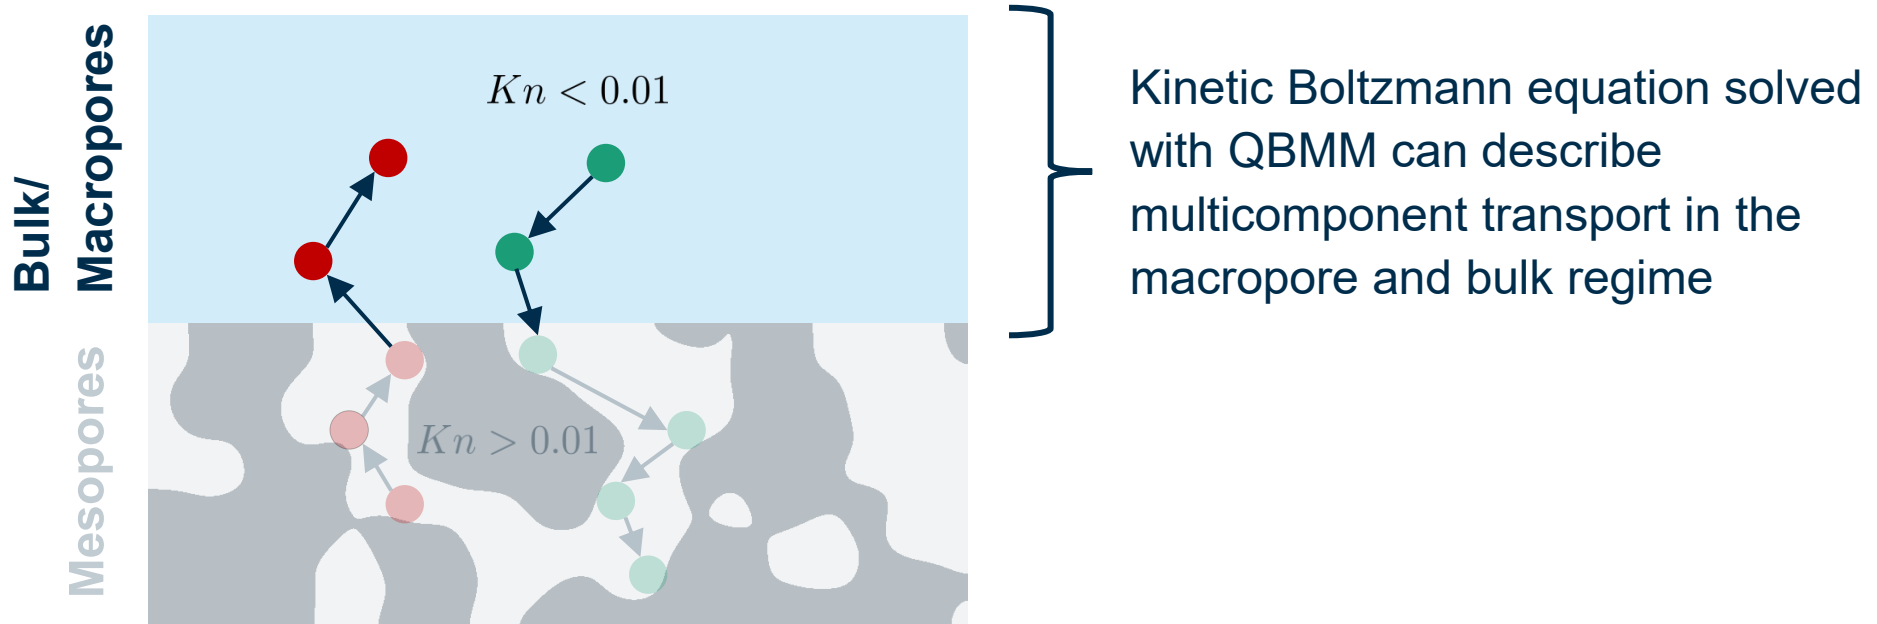 Bulk/
Macropores
Kn < 0.01
Kinetic Boltzmann equation solved
with QBMM can describe
multicomponent transport in the
macropore and bulk regime
Mesopores
Kn > 0.01